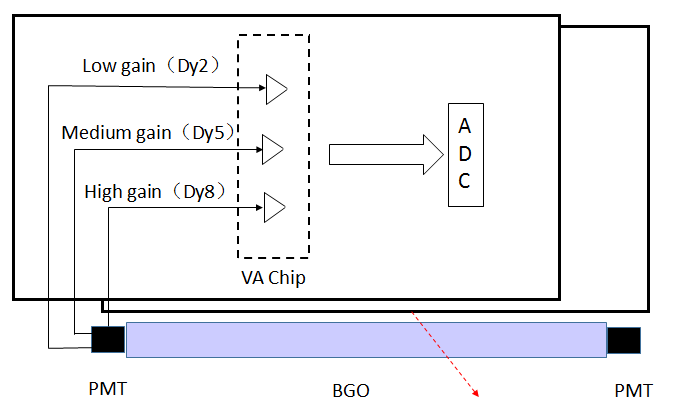 Low gain（Dy2）
Medium gain（Dy5）
High gain（Dy8）
A
D
C
VA Chip
PMT
BGO
PMT